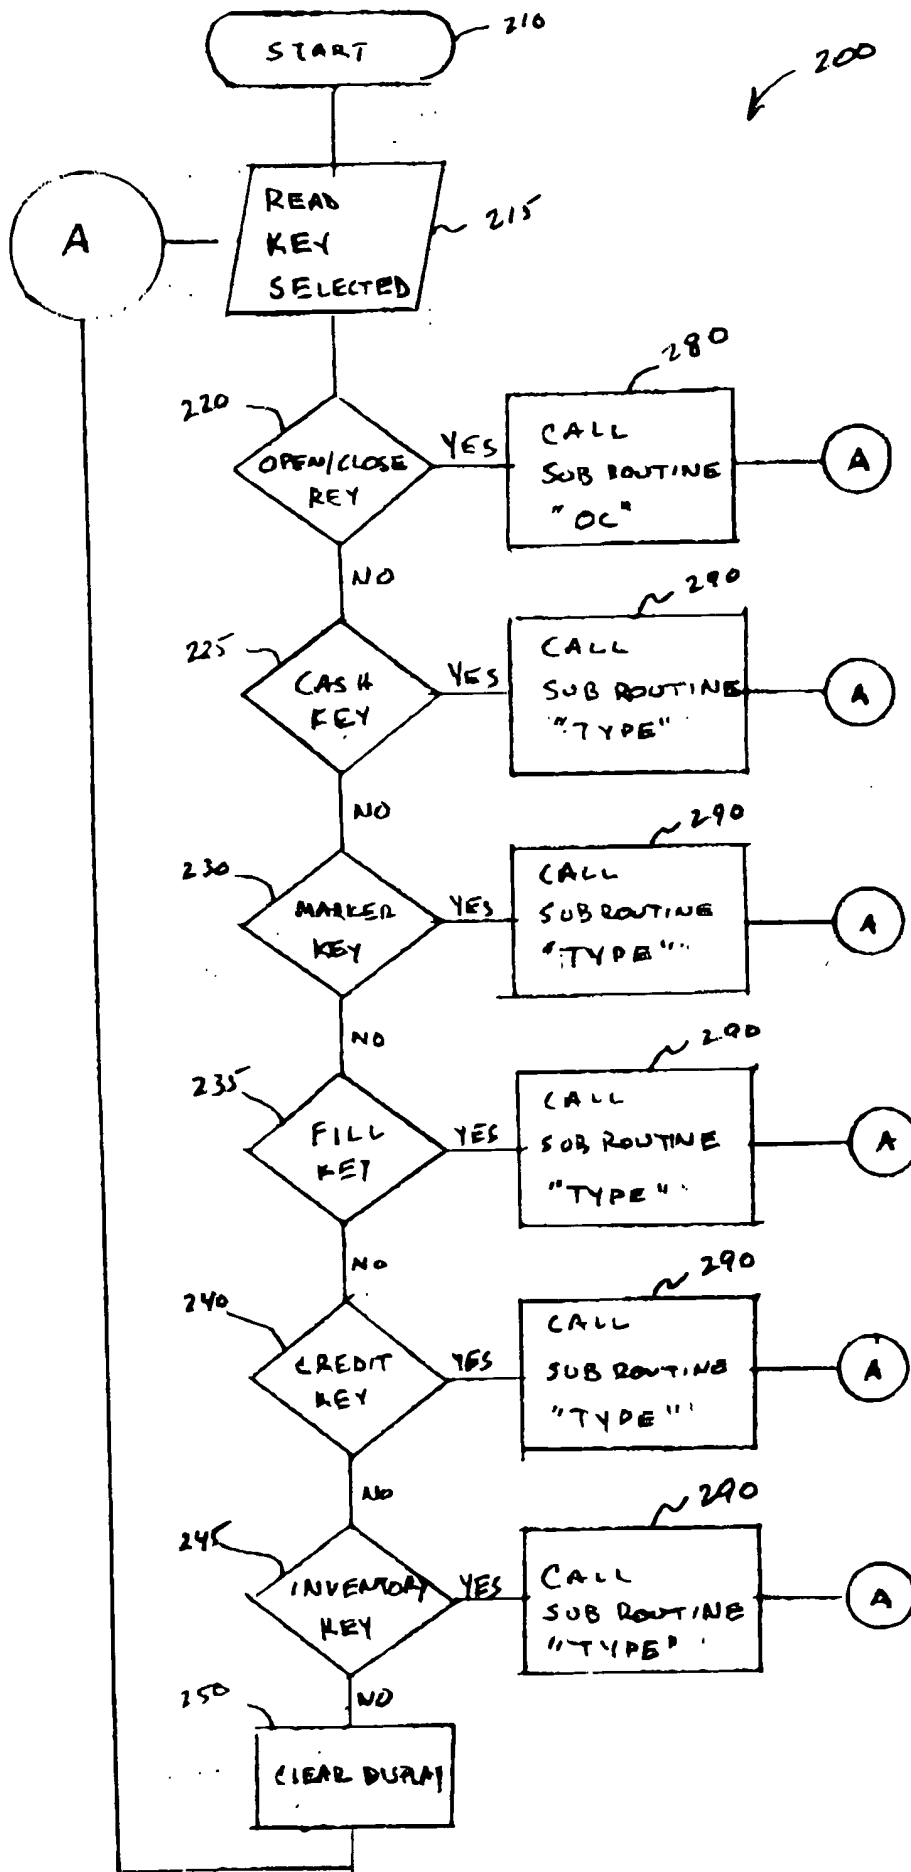 START
210
200
A
READ
KEY
SELECTED
215
220
OPEN/CLOSE
KEY
YES
280
CALL
SUB ROUTINE
"OC"
A
NO
225
CASH
KEY
YES
290
CALL
SUB ROUTINE
"TYPE"
A
NO
230
MARKER
KEY
YES
290
CALL
SUB ROUTINE
"TYPE"
A
NO
235
FILL
KEY
YES
290
CALL
SUB ROUTINE
"TYPE"
A
NO
240
CREDIT
KEY
YES
290
CALL
SUB ROUTINE
"TYPE"
A
NO
245
INVENTORY
KEY
YES
290
CALL
SUB ROUTINE
"TYPE"
A
NO
250
CLEAR DISPLAY